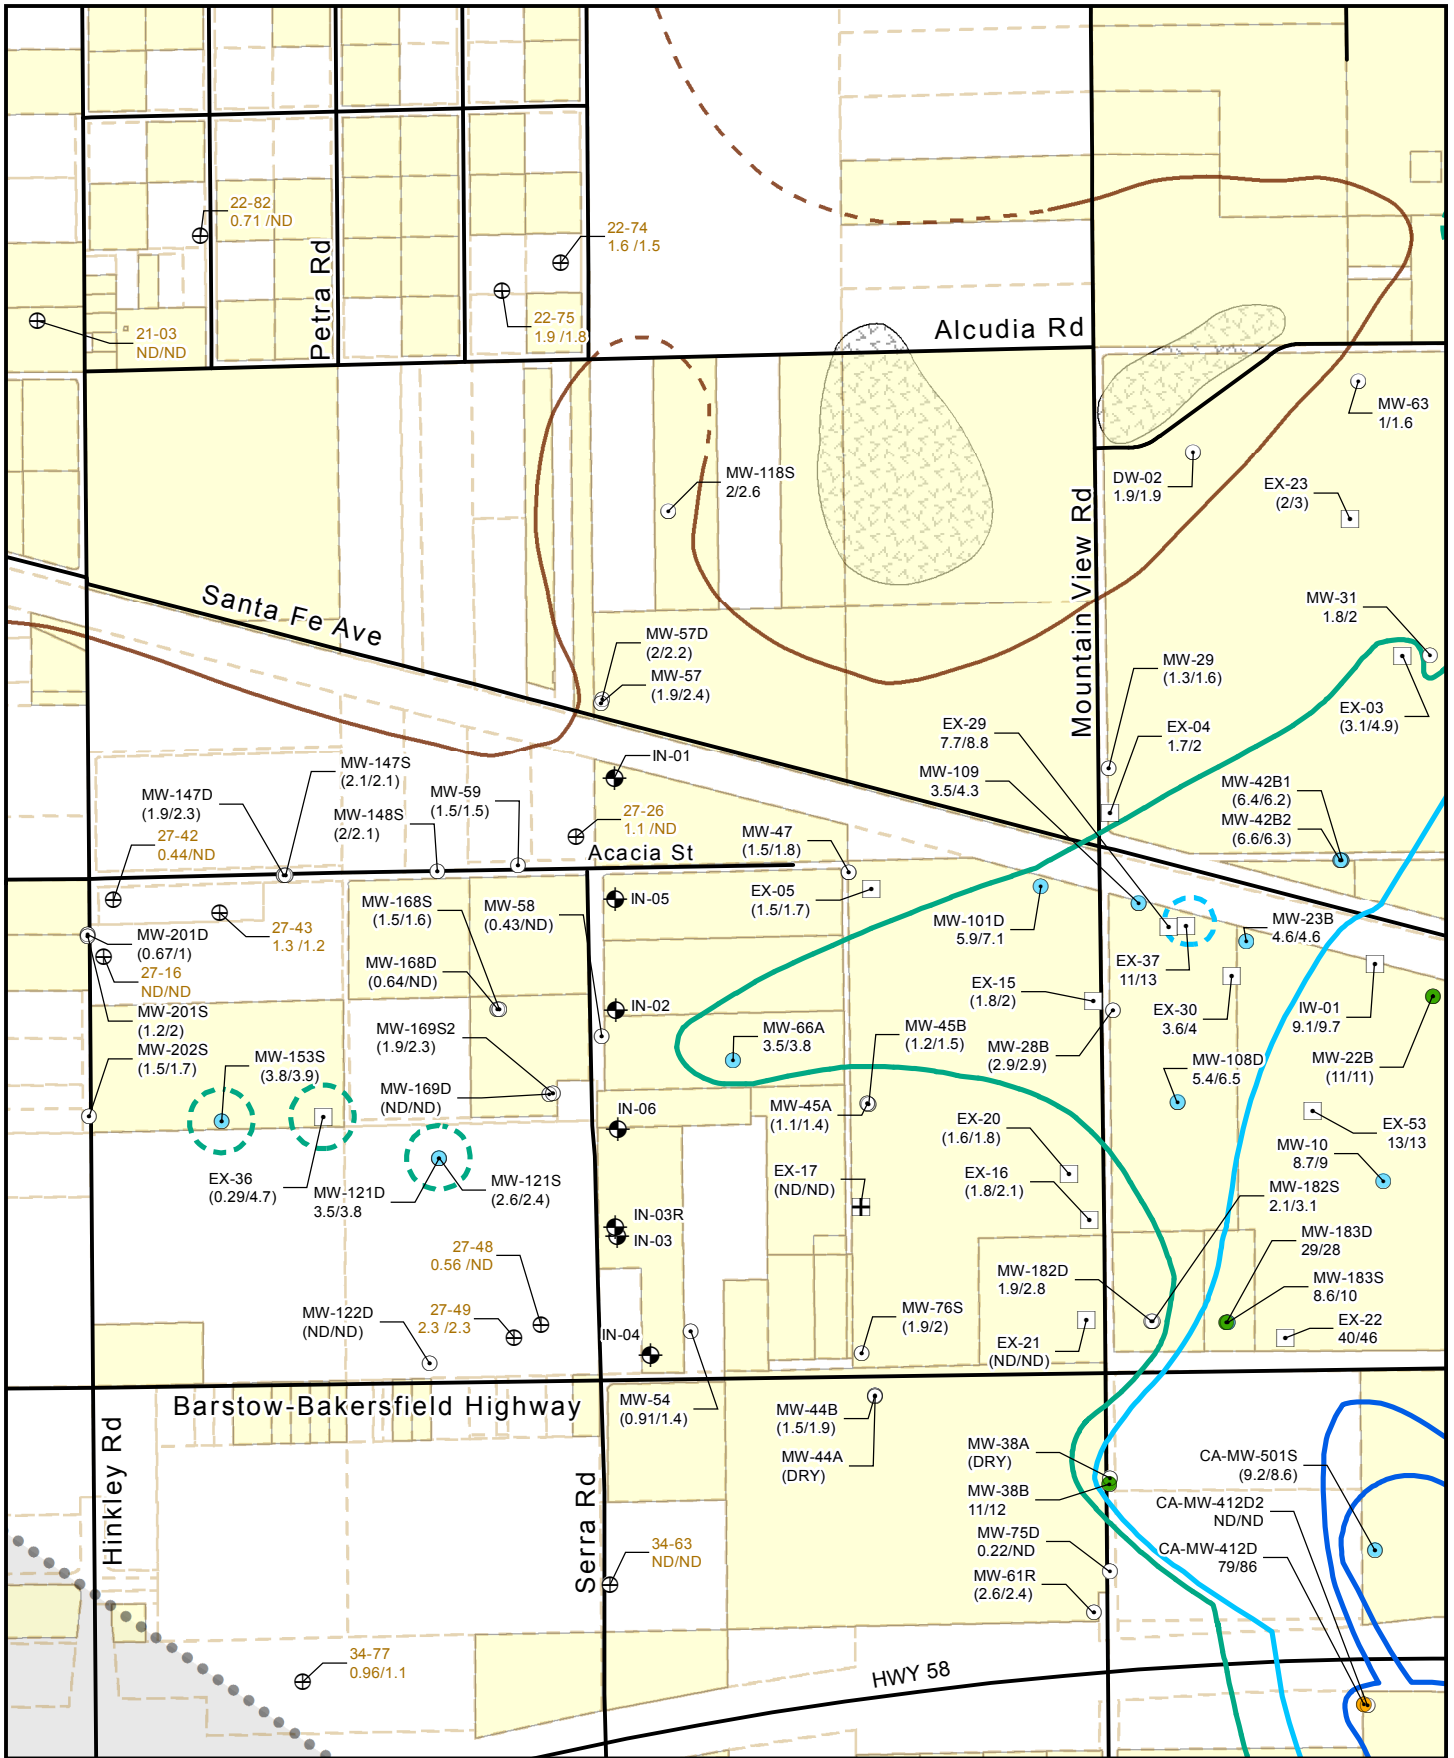 22-82
0.71 /ND
22-74
1.6 /1.5
Petra Rd
22-75
1.9 /1.8
21-03
ND/ND
Alcudia Rd
MW-63
1/1.6
MW-118S
2/2.6
DW-02
1.9/1.9
EX-23
(2/3)
Mountain View Rd
Santa Fe Ave
MW-31
1.8/2
MW-57D
(2/2.2)
MW-57
(1.9/2.4)
MW-29
(1.3/1.6)
EX-03
(3.1/4.9)
EX-29
7.7/8.8
EX-04
1.7/2
MW-109
3.5/4.3
IN-01
MW-147S
(2.1/2.1)
MW-147D
(1.9/2.3)
MW-59
(1.5/1.5)
MW-148S
(2/2.1)
MW-42B1
(6.4/6.2)
MW-42B2
(6.6/6.3)
27-42
0.44/ND
27-26
1.1 /ND
MW-47
(1.5/1.8)
Acacia St
EX-05
(1.5/1.7)
IN-05
MW-168S
(1.5/1.6)
MW-58
(0.43/ND)
MW-101D
5.9/7.1
MW-23B
4.6/4.6
27-43
1.3 /1.2
MW-201D
(0.67/1)
27-16
ND/ND
MW-168D
(0.64/ND)
EX-37
11/13
EX-15
(1.8/2)
EX-30
3.6/4
IW-01
9.1/9.7
IN-02
MW-201S
(1.2/2)
MW-202S
(1.5/1.7)
MW-169S2
(1.9/2.3)
MW-66A
3.5/3.8
MW-45B
(1.2/1.5)
MW-28B
(2.9/2.9)
MW-22B
(11/11)
MW-153S
(3.8/3.9)
MW-108D
5.4/6.5
MW-169D
(ND/ND)
IN-06
MW-45A
(1.1/1.4)
EX-20
(1.6/1.8)
EX-53
13/13
MW-10
8.7/9
EX-36
(0.29/4.7)
MW-121D
3.5/3.8
MW-121S
(2.6/2.4)
EX-17
(ND/ND)
EX-16
(1.8/2.1)
MW-182S
2.1/3.1
IN-03R
IN-03
MW-183D
29/28
27-48
0.56 /ND
MW-182D
1.9/2.8
MW-183S
8.6/10
MW-122D
(ND/ND)
27-49
2.3 /2.3
IN-04
MW-76S
(1.9/2)
EX-21
(ND/ND)
EX-22
40/46
Barstow-Bakersfield Highway
MW-54
(0.91/1.4)
MW-44B
(1.5/1.9)
MW-44A
(DRY)
Hinkley Rd
Serra Rd
MW-38A
(DRY)
MW-38B
11/12
CA-MW-501S
(9.2/8.6)
CA-MW-412D2
ND/ND
MW-75D
0.22/ND
CA-MW-412D
79/86
34-63
ND/ND
MW-61R
(2.6/2.4)
34-77
0.96/1.1
HWY 58